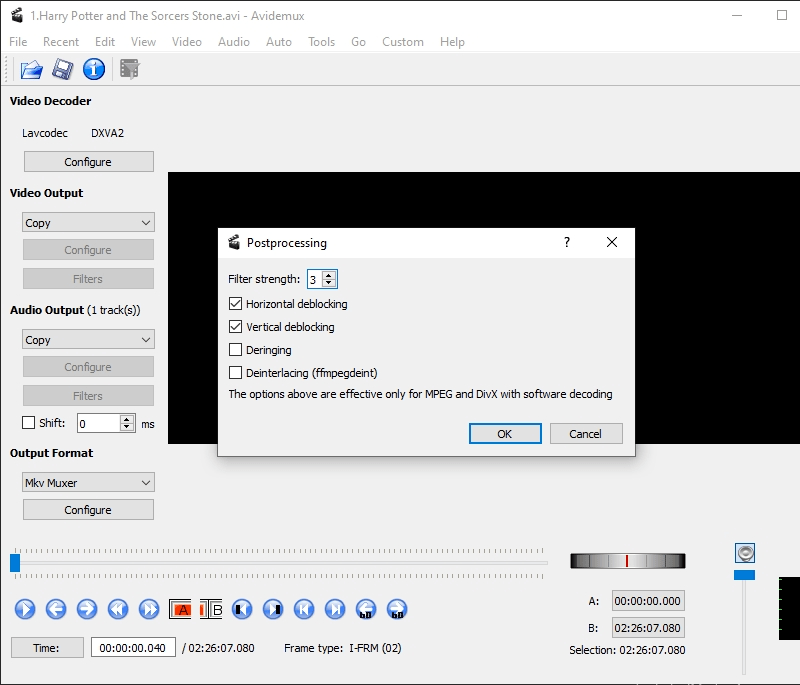 1.Harry Potter and The Sorcers Stone.avi - Avidemux
File Recent Edit View Video Audio Auto Tools Go Custom Help
Video Decoder
Lavcodec DXVA2
Configure
Video Output
Copy
Configure
Filters
Audio Output (1 track(s))
Copy
Configure
Filters
Shift: 0 ms
Output Format
Mkv Muxer
Configure
Postprocessing ?
Filter strength: 3
Horizontal deblocking
Vertical deblocking
Deringing
Deinterlacing (ffmpegdeint)
The options above are effective only for MPEG and DivX with software decoding
OK Cancel
A B
60 60
A: 00:00:00.000
B: 02:26:07.080
Time: 00:00:00.040 / 02:26:07.080 Frame type: I-FRM (02)
Selection: 02:26:07.080